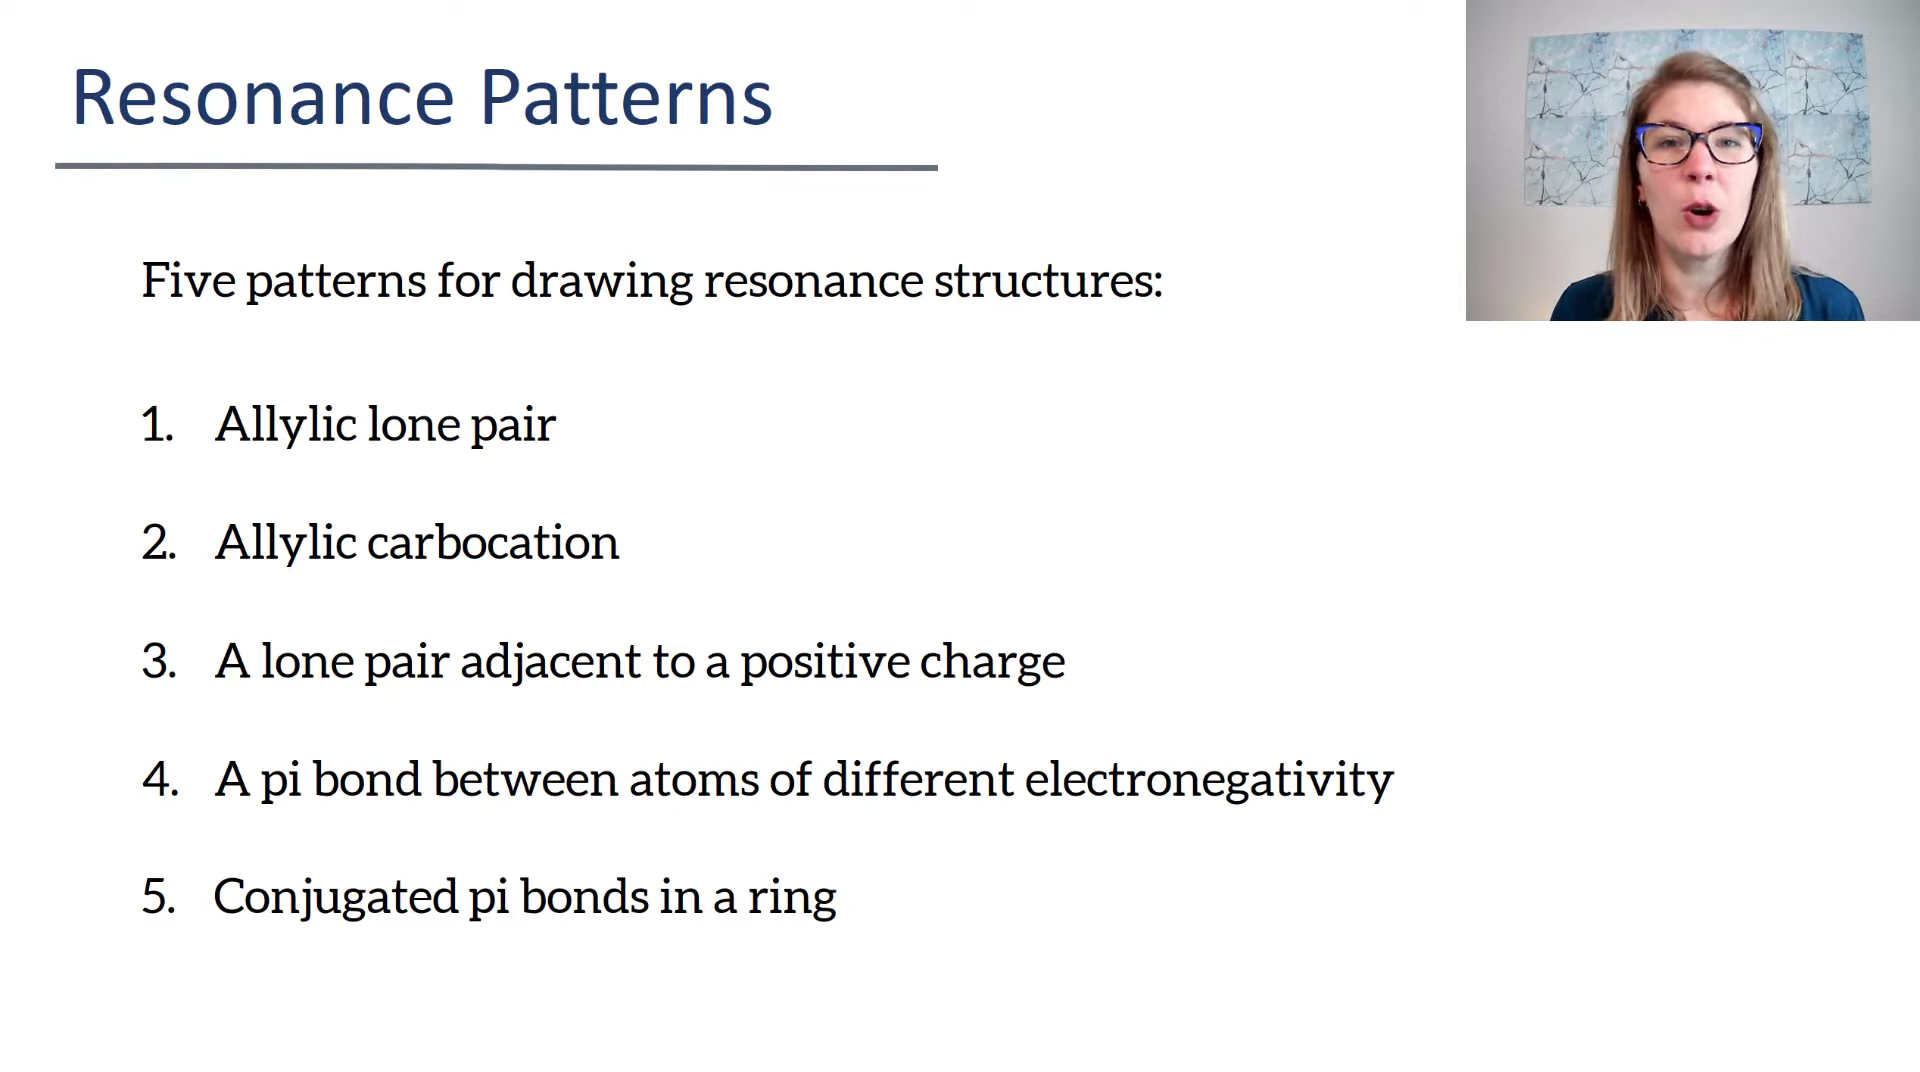 Resonance Patterns
Five patterns for drawing resonance structures:
1. Allylic lone pair
2. Allylic carbocation
3. A lone pair adjacent to a positive charge
4. A pi bond between atoms of different electronegativity
5. Conjugated pi bonds in a ring